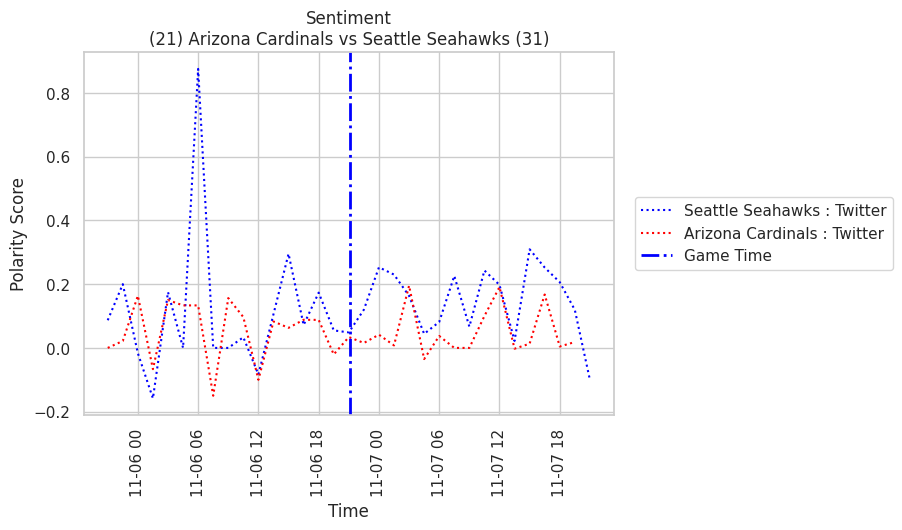 Sentiment
(21) Arizona Cardinals vs Seattle Seahawks (31)
Polarity Score
0.8
0.6
0.4
0.2
0.0
−0.2
11-06 00
11-06 06
11-06 12
11-06 18
11-07 00
11-07 06
11-07 12
11-07 18
Time
Seattle Seahawks : Twitter
Arizona Cardinals : Twitter
Game Time